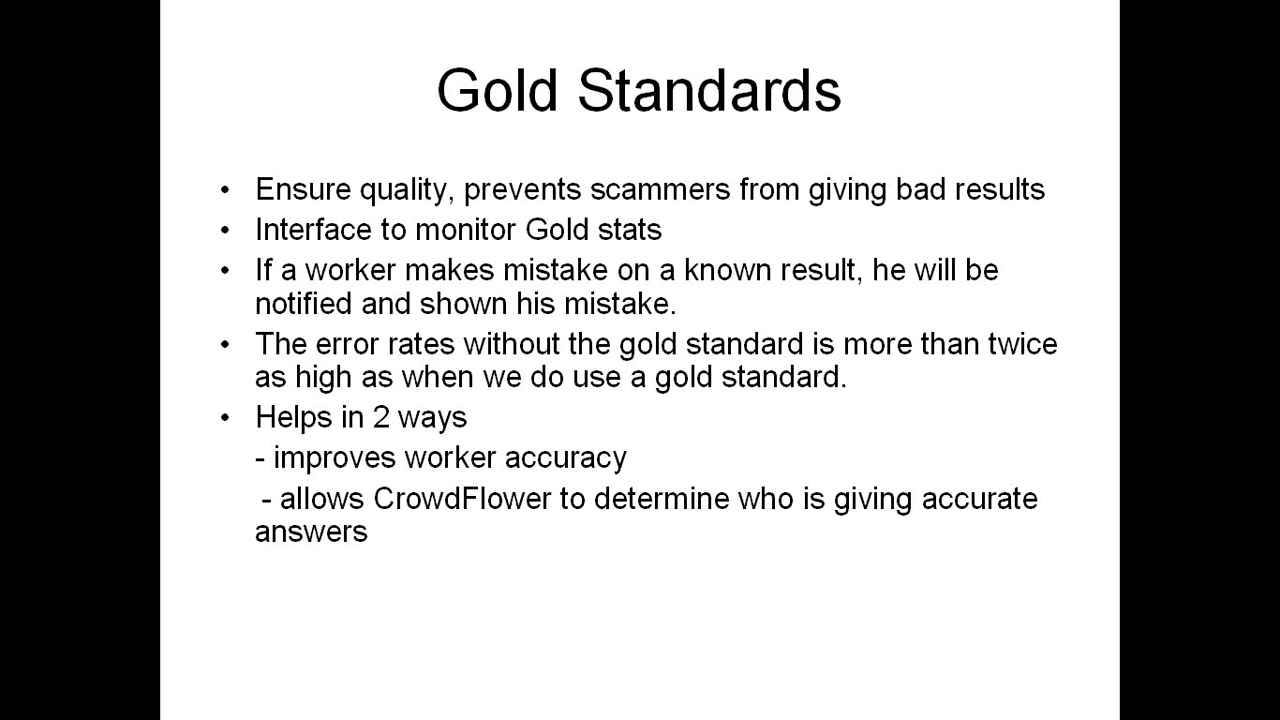 Gold Standards
• Ensure quality, prevents scammers from giving bad results
• Interface to monitor Gold stats
• If a worker makes mistake on a known result, he will be
notified and shown his mistake.
• The error rates without the gold standard is more than twice
as high as when we do use a gold standard.
• Helps in 2 ways
- improves worker accuracy
- allows CrowdFlower to determine who is giving accurate
answers